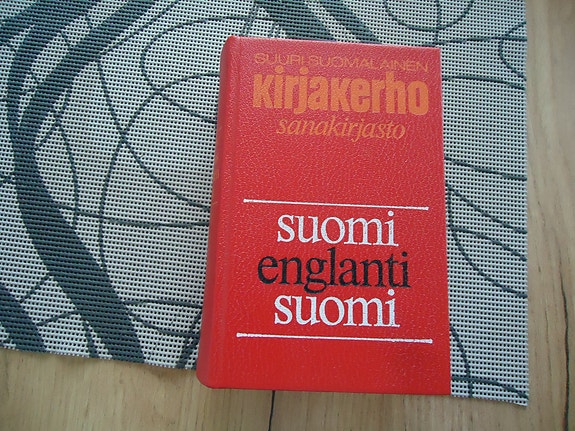 SUURI SUOMALAINEN
Kirjakerho
sanakirjasto
suomi
englanti
suomi